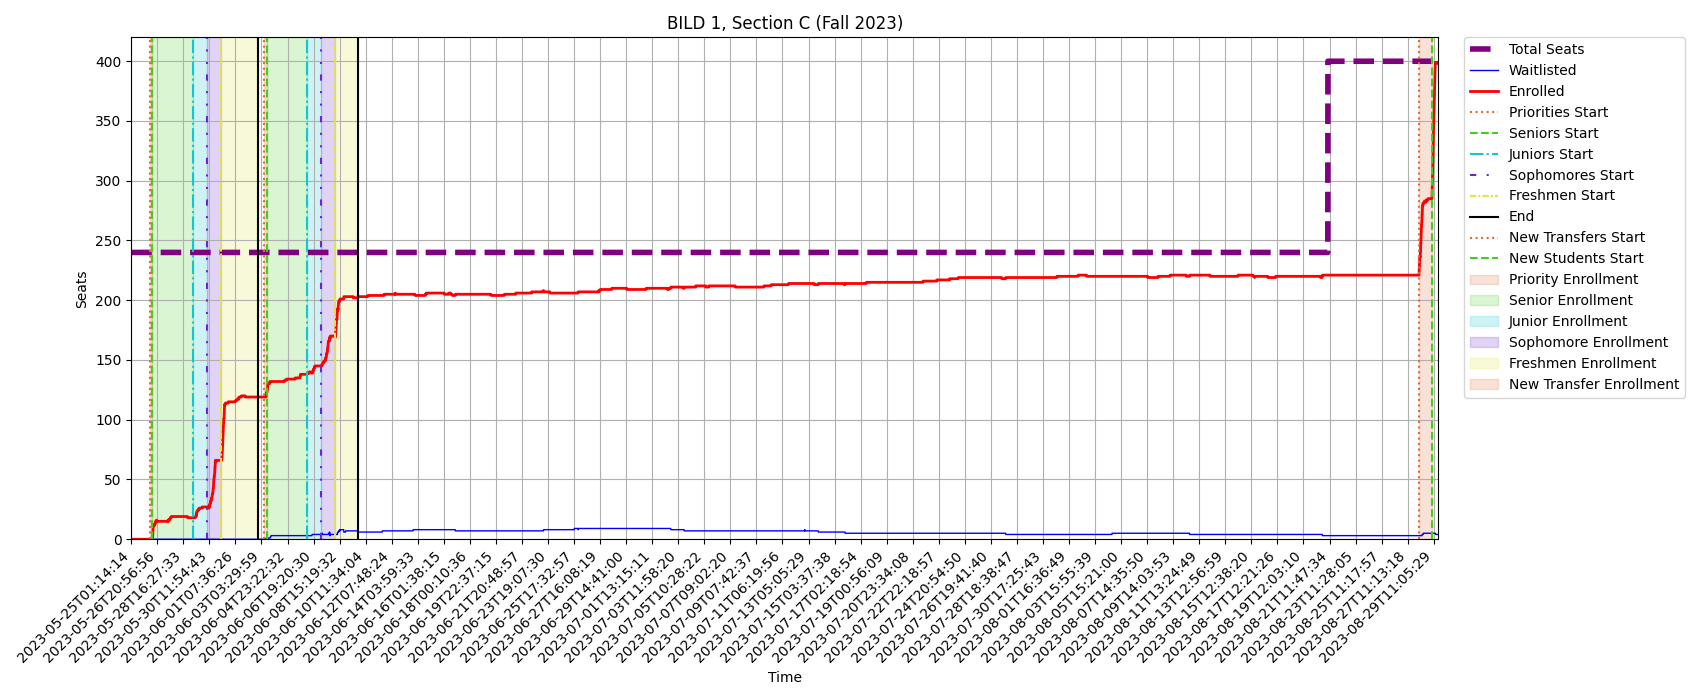 BILD 1, Section C (Fall 2023)
Seats
400
350
300
250
200
150
100
50
0
2023-05-25T01:14:14
2023-05-26T20:56:56
2023-05-28T16:27:33
2023-05-30T11:54:43
2023-06-01T07:36:26
2023-06-03T03:29:59
2023-06-04T23:22:32
2023-06-06T19:20:30
2023-06-08T15:19:32
2023-06-10T11:34:04
2023-06-12T07:48:24
2023-06-14T03:59:33
2023-06-16T01:38:15
2023-06-18T00:10:36
2023-06-19T22:37:15
2023-06-21T20:48:57
2023-06-23T19:07:30
2023-06-25T17:32:57
2023-06-27T16:08:19
2023-06-29T14:41:00
2023-07-01T13:15:11
2023-07-03T11:58:20
2023-07-05T10:28:22
2023-07-07T09:02:20
2023-07-09T07:42:37
2023-07-11T06:19:56
2023-07-13T05:05:29
2023-07-15T03:37:38
2023-07-17T02:18:54
2023-07-19T00:56:09
2023-07-20T23:34:08
2023-07-22T22:18:57
2023-07-24T20:54:50
2023-07-26T19:41:40
2023-07-28T18:38:47
2023-07-30T17:25:43
2023-08-01T16:36:49
2023-08-03T15:55:39
2023-08-05T15:21:00
2023-08-07T14:35:50
2023-08-09T14:03:53
2023-08-11T13:24:49
2023-08-13T12:56:59
2023-08-15T12:38:20
2023-08-17T12:21:26
2023-08-19T12:03:10
2023-08-21T11:47:34
2023-08-23T11:28:05
2023-08-25T11:17:57
2023-08-27T11:13:18
2023-08-29T11:05:29
Time
Total Seats
Waitlisted
Enrolled
Priorities Start
Seniors Start
Juniors Start
Sophomores Start
Freshmen Start
End
New Transfers Start
New Students Start
Priority Enrollment
Senior Enrollment
Junior Enrollment
Sophomore Enrollment
Freshmen Enrollment
New Transfer Enrollment